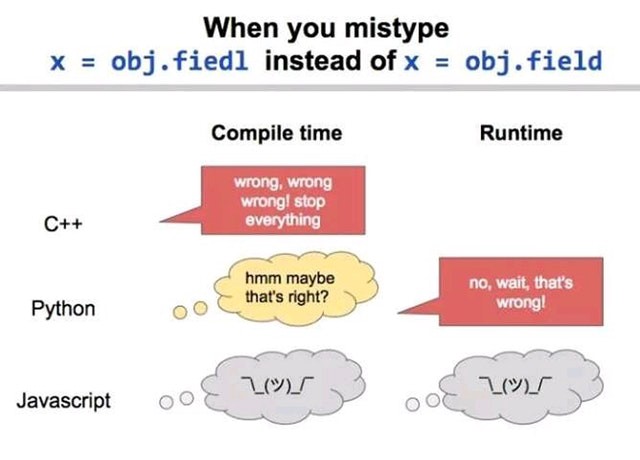 When you mistype
x = obj.fiedl instead of x = obj.field
Compile time
Runtime
C++
wrong, wrong
wrong! stop
everything
Python
hmm maybe
that's right?
no, wait, that's
wrong!
Javascript
¯\_(ツ)_/¯
¯\_(ツ)_/¯